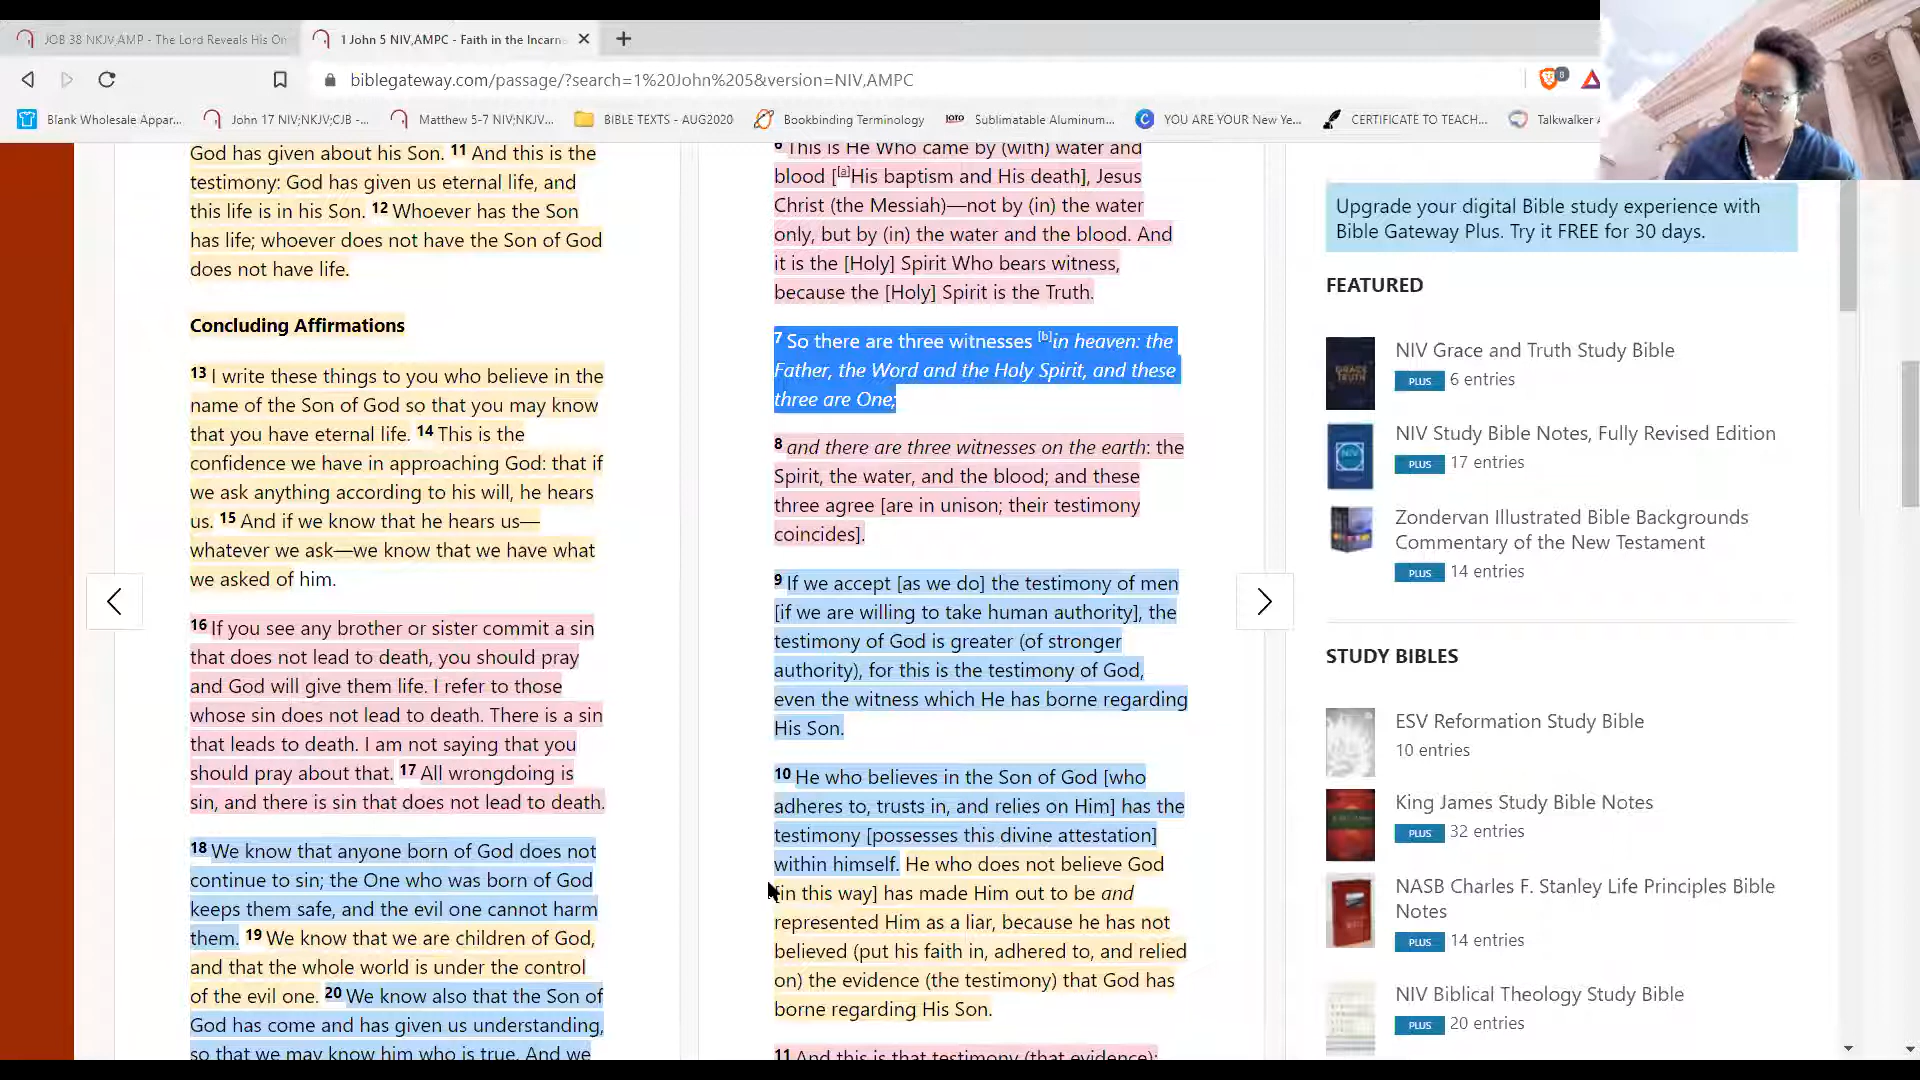 JOB 38 NKJV,AMP - The Lord Reveals His On
1 John 5 NIV,AMPC - Faith in the Incarn
biblegateway.com/passage/?search=1%20John%205&version=NIV,AMPC
8
Blank Wholesale Appar...
John 17 NIV;NKJV;CJB -...
Matthew 5-7 NIV;NKJV...
BIBLE TEXTS - AUG2020
Bookbinding Terminology
Sublimatable Aluminum...
YOU ARE YOUR New Ye...
CERTIFICATE TO TEACH...
Talkwalker A
God has given about his Son. 11 And this is the
testimony: God has given us eternal life, and
this life is in his Son. 12 Whoever has the Son
has life; whoever does not have the Son of God
does not have life.
Concluding Affirmations
13 I write these things to you who believe in the
name of the Son of God so that you may know
that you have eternal life. 14 This is the
confidence we have in approaching God: that if
we ask anything according to his will, he hears
us. 15 And if we know that he hears us—
whatever we ask—we know that we have what
we asked of him.
16 If you see any brother or sister commit a sin
that does not lead to death, you should pray
and God will give them life. I refer to those
whose sin does not lead to death. There is a sin
that leads to death. I am not saying that you
should pray about that. 17 All wrongdoing is
sin, and there is sin that does not lead to death.
18 We know that anyone born of God does not
continue to sin; the One who was born of God
keeps them safe, and the evil one cannot harm
them. 19 We know that we are children of God,
and that the whole world is under the control
of the evil one. 20 We know also that the Son of
God has come and has given us understanding,
so that we may know him who is true. And we
6 This is He Who came by (with) water and
blood [[a]His baptism and His death], Jesus
Christ (the Messiah)—not by (in) the water
only, but by (in) the water and the blood. And
it is the [Holy] Spirit Who bears witness,
because the [Holy] Spirit is the Truth.
7 So there are three witnesses [b]in heaven: the
Father, the Word and the Holy Spirit, and these
three are One;
8 and there are three witnesses on the earth: the
Spirit, the water, and the blood; and these
three agree [are in unison; their testimony
coincides].
9 If we accept [as we do] the testimony of men
[if we are willing to take human authority], the
testimony of God is greater (of stronger
authority), for this is the testimony of God,
even the witness which He has borne regarding
His Son.
10 He who believes in the Son of God [who
adheres to, trusts in, and relies on Him] has the
testimony [possesses this divine attestation]
within himself. He who does not believe God
[in this way] has made Him out to be and
represented Him as a liar, because he has not
believed (put his faith in, adhered to, and relied
on) the evidence (the testimony) that God has
borne regarding His Son.
11 And this is that testimony (that evidence):
Upgrade your digital Bible study experience with
Bible Gateway Plus. Try it FREE for 30 days.
FEATURED
NIV Grace and Truth Study Bible
PLUS 6 entries
NIV Study Bible Notes, Fully Revised Edition
PLUS 17 entries
Zondervan Illustrated Bible Backgrounds
Commentary of the New Testament
PLUS 14 entries
STUDY BIBLES
ESV Reformation Study Bible
10 entries
King James Study Bible Notes
PLUS 32 entries
NASB Charles F. Stanley Life Principles Bible
Notes
PLUS 14 entries
NIV Biblical Theology Study Bible
PLUS 20 entries